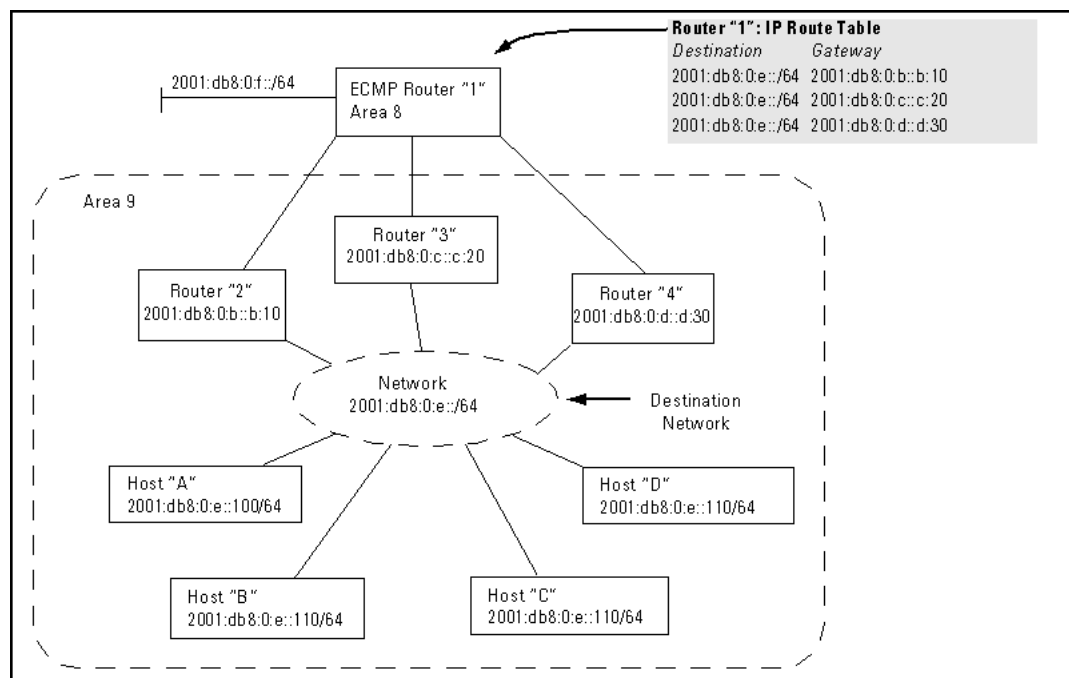 Router “1”: IP Route Table
Destination Gateway
2001:db8:0:e::/64 2001:db8:0:b::b:10
2001:db8:0:e::/64 2001:db8:0:c::c:20
2001:db8:0:e::/64 2001:db8:0:d::d:30
2001:db8:0:f::/64
ECMP Router “1”
Area 8
Area 9
Router “3”
2001:db8:0:c::c:20
Router “2”
2001:db8:0:b::b:10
Router “4”
2001:db8:0:d::d:30
Network
2001:db8:0:e::/64
Destination
Network
Host “A”
2001:db8:0:e::100/64
Host “D”
2001:db8:0:e::110/64
Host “B”
2001:db8:0:e::110/64
Host “C”
2001:db8:0:e::110/64